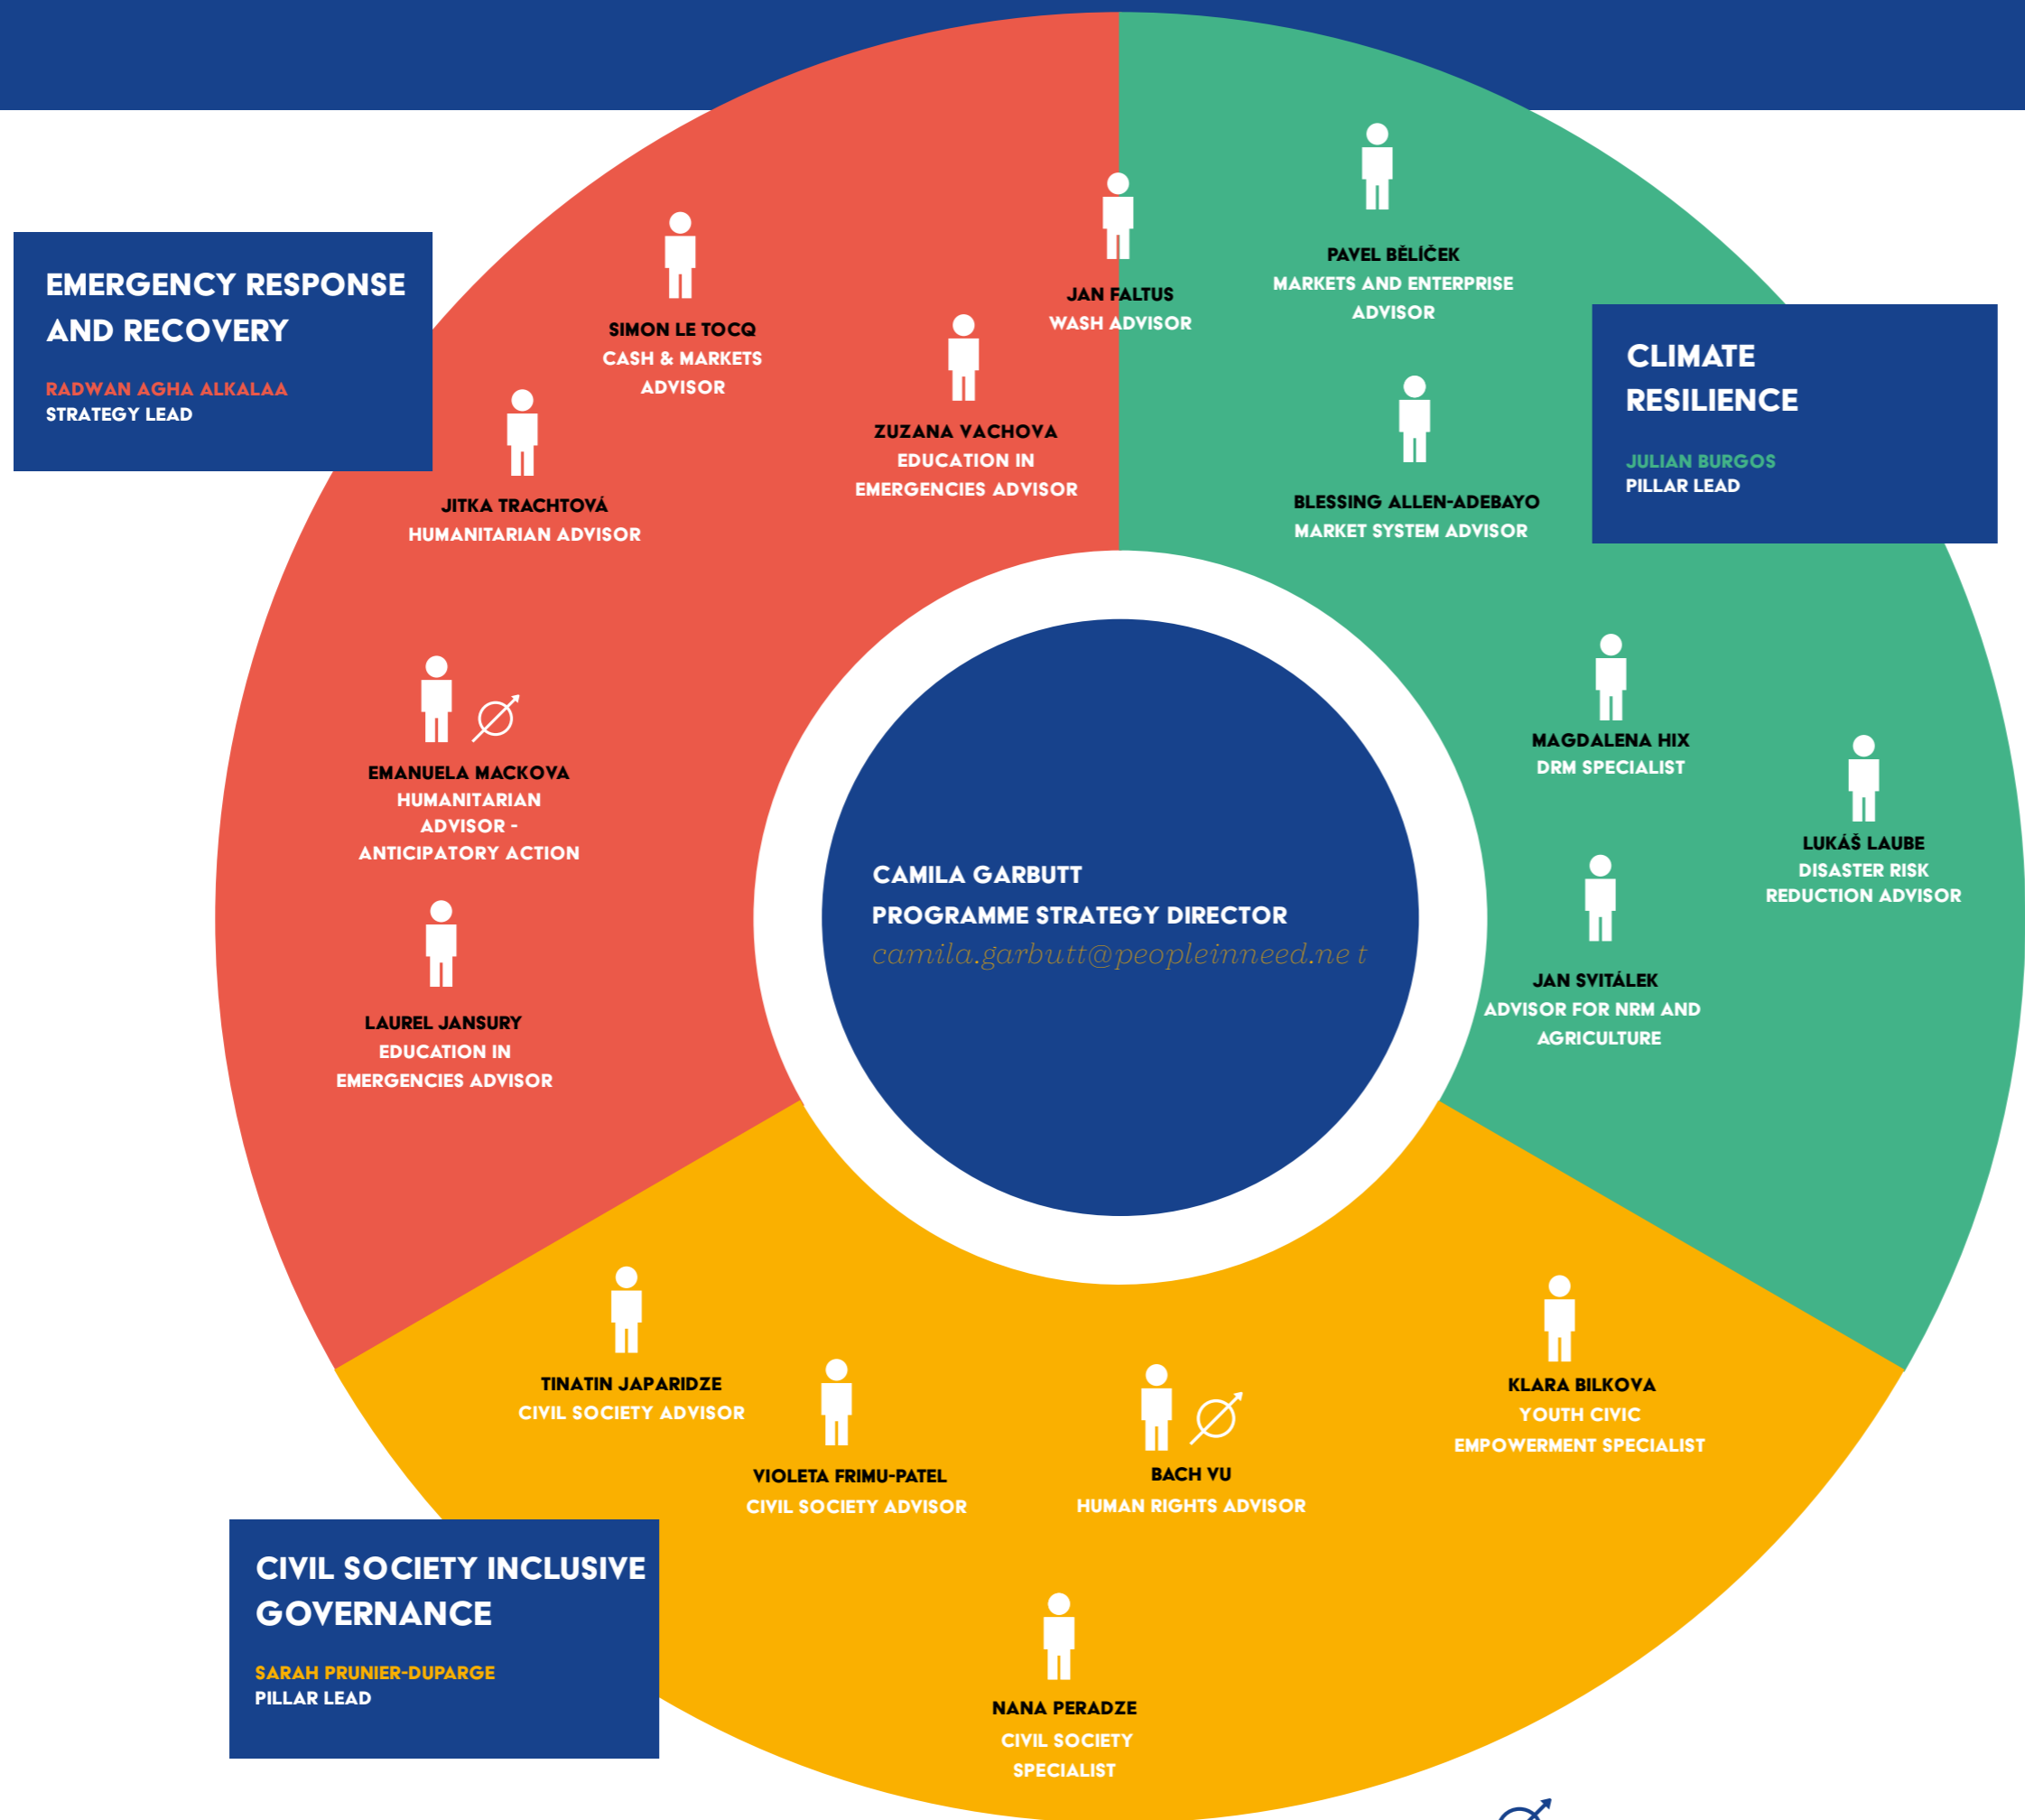 EMERGENCY RESPONSE
AND RECOVERY
RADWAN AGHA ALKALAA
STRATEGY LEAD
SIMON LE TOCQ
CASH & MARKETS
ADVISOR
JITKA TRACHTOVÁ
HUMANITARIAN ADVISOR
ZUZANA VACHOVA
EDUCATION IN
EMERGENCIES ADVISOR
JAN FALTUS
WASH ADVISOR
EMANUELA MACKOVA
HUMANITARIAN
ADVISOR -
ANTICIPATORY ACTION
LAUREL JANSURY
EDUCATION IN
EMERGENCIES ADVISOR
PAVEL BĚLÍČEK
MARKETS AND ENTERPRISE
ADVISOR
BLESSING ALLEN-ADEBAYO
MARKET SYSTEM ADVISOR
CLIMATE
RESILIENCE
JULIAN BURGOS
PILLAR LEAD
MAGDALENA HIX
DRM SPECIALIST
LUKÁŠ LAUBE
DISASTER RISK
REDUCTION ADVISOR
JAN SVITÁLEK
ADVISOR FOR NRM AND
AGRICULTURE
CAMILA GARBUTT
PROGRAMME STRATEGY DIRECTOR
camila.garbutt@peopleinneed.ne t
TINATIN JAPARIDZE
CIVIL SOCIETY ADVISOR
VIOLETA FRIMU-PATEL
CIVIL SOCIETY ADVISOR
BACH VU
HUMAN RIGHTS ADVISOR
KLARA BILKOVA
YOUTH CIVIC
EMPOWERMENT SPECIALIST
CIVIL SOCIETY INCLUSIVE
GOVERNANCE
SARAH PRUNIER-DUPARGE
PILLAR LEAD
NANA PERADZE
CIVIL SOCIETY
SPECIALIST